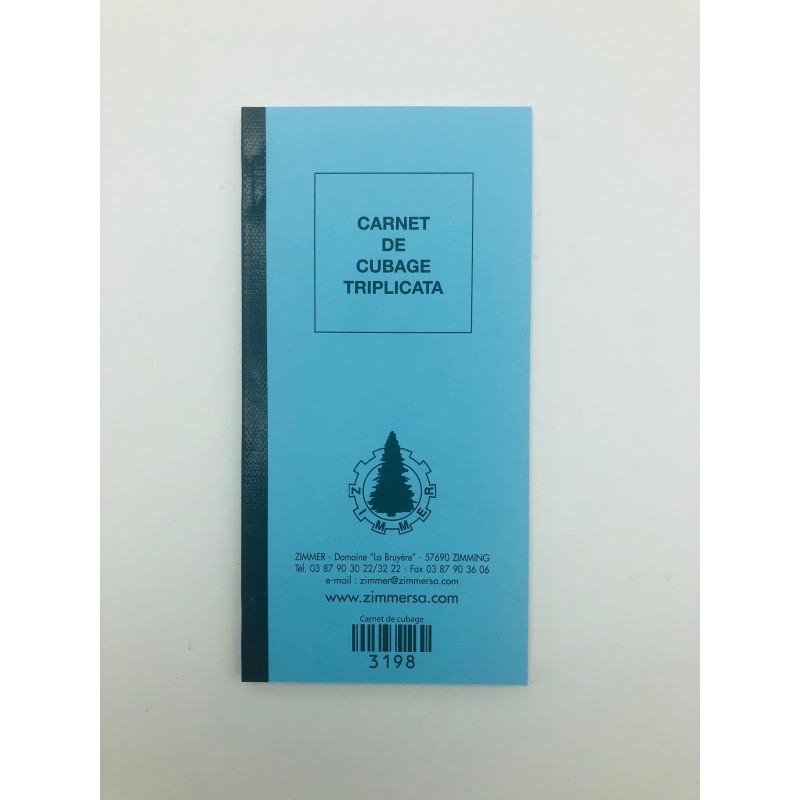 CARNET
DE
CUBAGE
TRIPLICATA
ZIMMER
ZIMMER - Domaine "La Bruyère" - 57690 ZIMMING
Tél. 03 87 90 30 22/32 22 - Fax 03 87 90 36 06
e-mail : zimmer@zimmersa.com
www.zimmersa.com
Carnet de cubage
3198